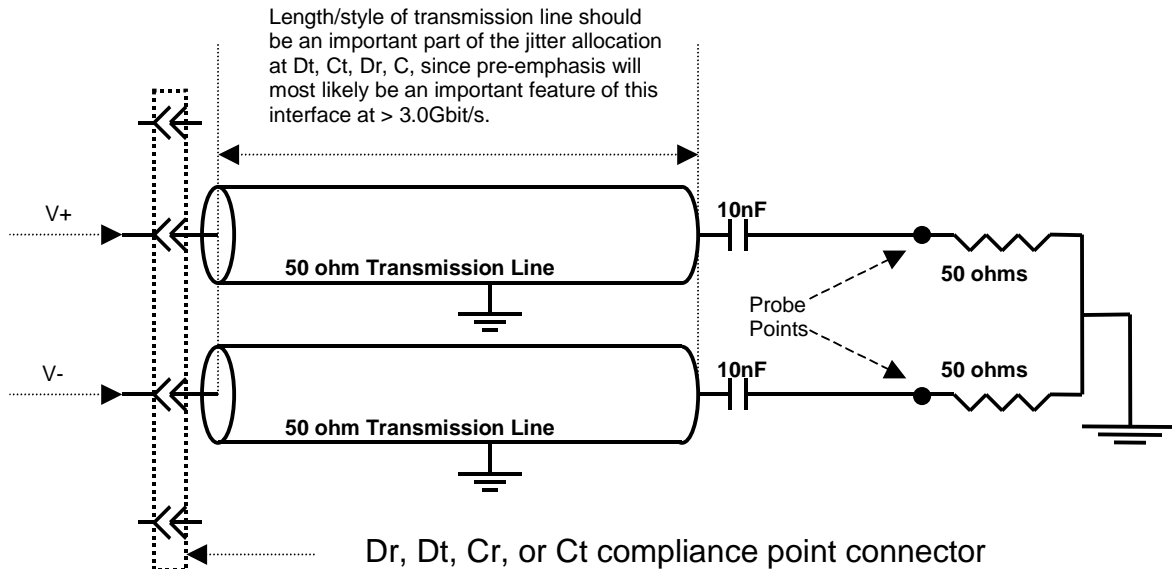 Length/style of transmission line should
be an important part of the jitter allocation
at Dt, Ct, Dr, C, since pre-emphasis will
most likely be an important feature of this
interface at > 3.0Gbit/s.
V+
10nF
50 ohm Transmission Line
50 ohms
Probe
Points
V-
10nF
50 ohms
50 ohm Transmission Line
Dr, Dt, Cr, or Ct compliance point connector